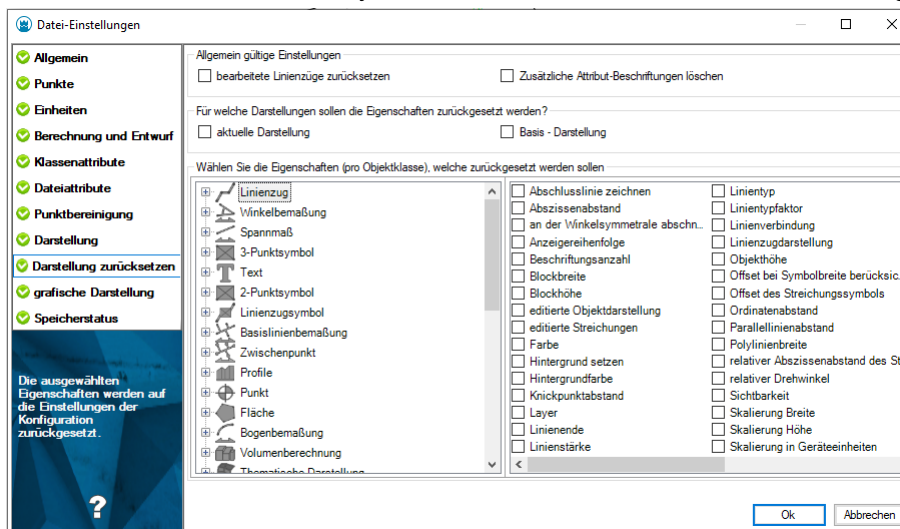 Datei-Einstellungen
Allgemein
Punkte
Einheiten
Berechnung und Entwurf
Klassenattribute
Dateiattribute
Punktbereinigung
Darstellung
Darstellung zurücksetzen
grafische Darstellung
Speicherstatus
Die ausgewählten
Eigenschaften werden auf
die Einstellungen der
Konfiguration
zurückgesetzt.
?
Allgemein gültige Einstellungen
bearbeitete Linienzüge zurücksetzen
Zusätzliche Attribut-Beschriftungen löschen
Für welche Darstellungen sollen die Eigenschaften zurückgesetzt werden?
aktuelle Darstellung
Basis - Darstellung
Wählen Sie die Eigenschaften (pro Objektklasse), welche zurückgesetzt werden sollen
Linienzug
Winkelbemaßung
Spannmaß
3-Punktsymbol
Text
2-Punktsymbol
Linienzugsymbol
Basislinienbemaßung
Zwischenpunkt
Profile
Punkt
Fläche
Bogenbemaßung
Volumenberechnung
Thematische Darstellung
Abschlusslinie zeichnen
Abszissenabstand
an der Winkelsymmetrale abschn...
Anzeigereihenfolge
Beschriftungsanzahl
Blockbreite
Blockhöhe
editierte Objektdarstellung
editierte Streichungen
Farbe
Hintergrund setzen
Hintergrundfarbe
Knickpunktabstand
Layer
Linienende
Linienstärke
Linientyp
Linientypfaktor
Linienverbindung
Linienzugdarstellung
Objekthöhe
Offset bei Symbolbreite berücksic.
Offset des Streichungssymbols
Ordinatenabstand
Parallellinienabstand
Polylinienbreite
relativer Abszissenabstand des St
relativer Drehwinkel
Sichtbarkeit
Skalierung Breite
Skalierung Höhe
Skalierung in Geräteeinheiten
Ok
Abbrechen